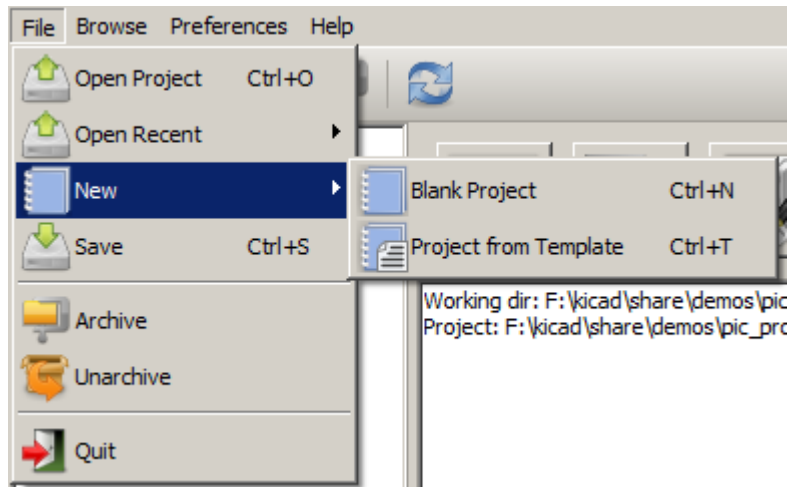 File Browse Preferences Help
Open Project Ctrl+O
Open Recent
New
Blank Project Ctrl+N
Save Ctrl+S
Project from Template Ctrl+T
Archive
Unarchive
Quit
Working dir: F:\kicad\share\demos\pic
Project: F:\kicad\share\demos\pic_pro